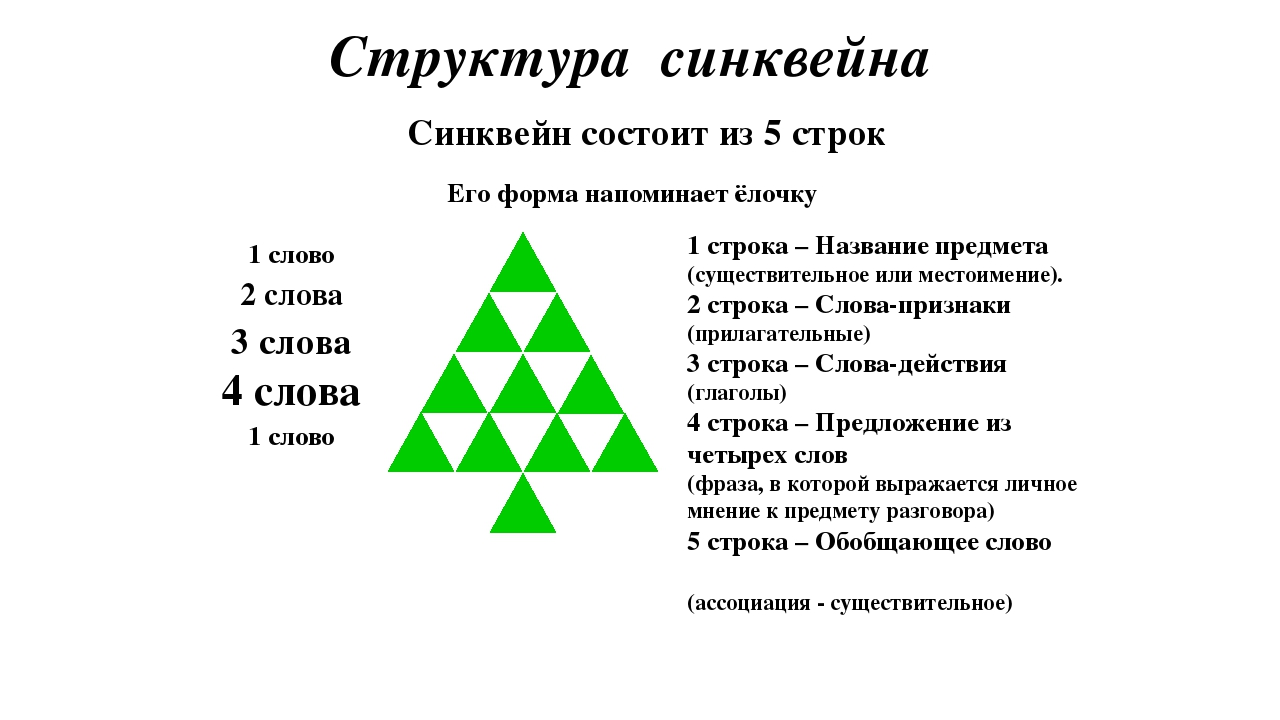 Структура синквейна
Синквейн состоит из 5 строк
Его форма напоминает ёлочку
1 слово
2 слова
3 слова
4 слова
1 слово
1 строка – Название предмета
(существительное или местоимение).
2 строка – Слова-признаки
(прилагательные)
3 строка – Слова-действия
(глаголы)
4 строка – Предложение из
четырех слов
(фраза, в которой выражается личное
мнение к предмету разговора)
5 строка – Обобщающее слово
(ассоциация - существительное)